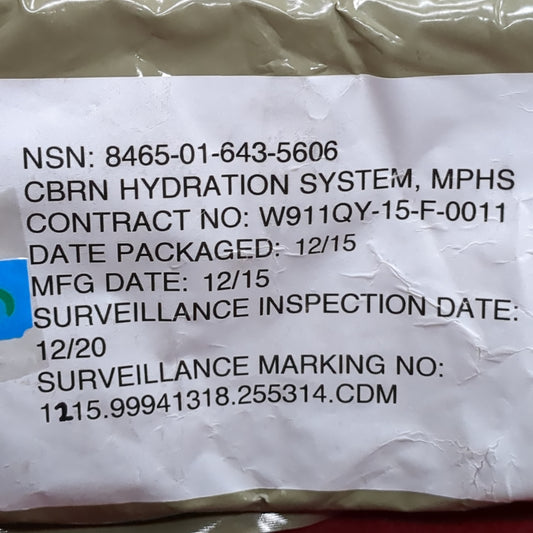 NSN: 8465-01-643-5606
CBRN HYDRATION SYSTEM, MPHS
CONTRACT NO: W911QY-15-F-0011
DATE PACKAGED: 12/15
MFG DATE: 12/15
SURVEILLANCE INSPECTION DATE:
12/20
SURVEILLANCE MARKING NO:
1215.99941318.255314.CDM